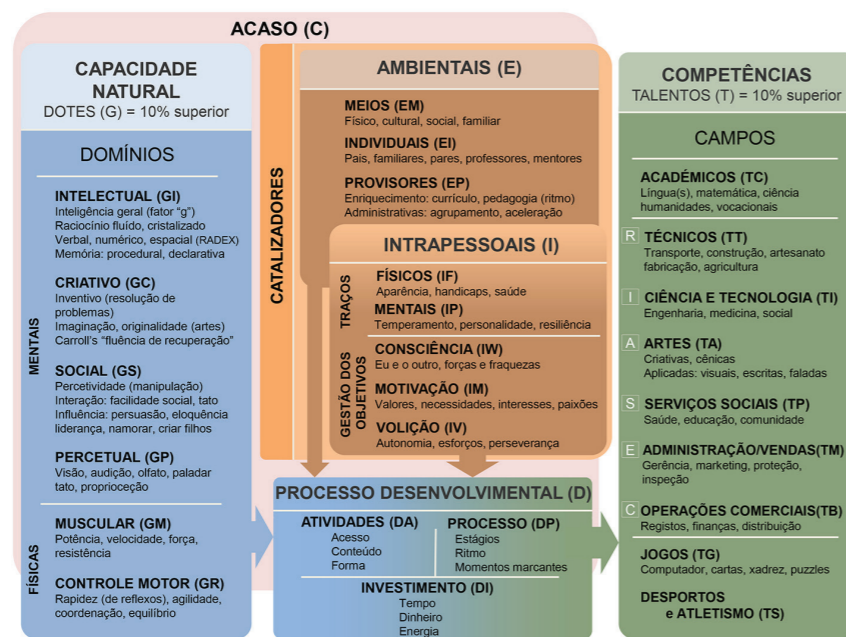 ACASO (C)
CAPACIDADE
NATURAL
DOTES (G) = 10% superior
DOMÍNIOS
MENTAIS
INTELECTUAL (GI)
Inteligência geral (fator “g”)
Raciocínio fluído, cristalizado
Verbal, numérico, espacial (RADEX)
Memória: procedural, declarativa
CRIATIVO (GC)
Inventivo (resolução de
problemas)
Imaginação, originalidade (artes)
Carroll's “fluência de recuperação”
SOCIAL (GS)
Percetividade (manipulação)
Interação: facilidade social, tato
Influência: persuasão, eloquência
liderança, namorar, criar filhos
PERCETUAL (GP)
Visão, audição, olfato, paladar
tato, proprioceção
FÍSICAS
MUSCULAR (GM)
Potência, velocidade, força,
resistência
CONTROLE MOTOR (GR)
Rapidez (de reflexos), agilidade,
coordenação, equilíbrio
CATALIZADORES
AMBIENTAIS (E)
MEIOS (EM)
Físico, cultural, social, familiar
INDIVIDUAIS (EI)
Pais, familiares, pares, professores, mentores
PROVISORES (EP)
Enriquecimento: currículo, pedagogia (ritmo)
Administrativas: agrupamento, aceleração
INTRAPESSOAIS (I)
TRAÇOS
FÍSICOS (IF)
Aparência, handicaps, saúde
MENTAIS (IP)
Temperamento, personalidade, resiliência
GESTÃO DOS
OBJETIVOS
CONSCIÊNCIA (IW)
Eu e o outro, forças e fraquezas
MOTIVAÇÃO (IM)
Valores, necessidades, interesses, paixões
VOLIÇÃO (IV)
Autonomia, esforços, perseverança
PROCESSO DESENVOLVIMENTAL (D)
ATIVIDADES (DA)
Acesso
Conteúdo
Forma
PROCESSO (DP)
Estágios
Ritmo
Momentos marcantes
INVESTIMENTO (DI)
Tempo
Dinheiro
Energia
COMPETÊNCIAS
TALENTOS (T) = 10% superior
CAMPOS
ACADÉMICOS (TC)
Língua(s), matemática, ciência
humanidades, vocacionais
R TÉCNICOS (TT)
Transporte, construção, artesanato
fabricação, agricultura
I CIÊNCIA E TECNOLOGIA (TI)
Engenharia, medicina, social
A ARTES (TA)
Criativas, cênicas
Aplicadas: visuais, escritas, faladas
S SERVIÇOS SOCIAIS (TP)
Saúde, educação, comunidade
E ADMINISTRAÇÃO/VENDAS(TM)
Gerência, marketing, proteção,
inspeção
C OPERAÇÕES COMERCIAIS(TB)
Registos, finanças, distribuição
JOGOS (TG)
Computador, cartas, xadrez, puzzles
DESPORTOS
e ATLETISMO (TS)